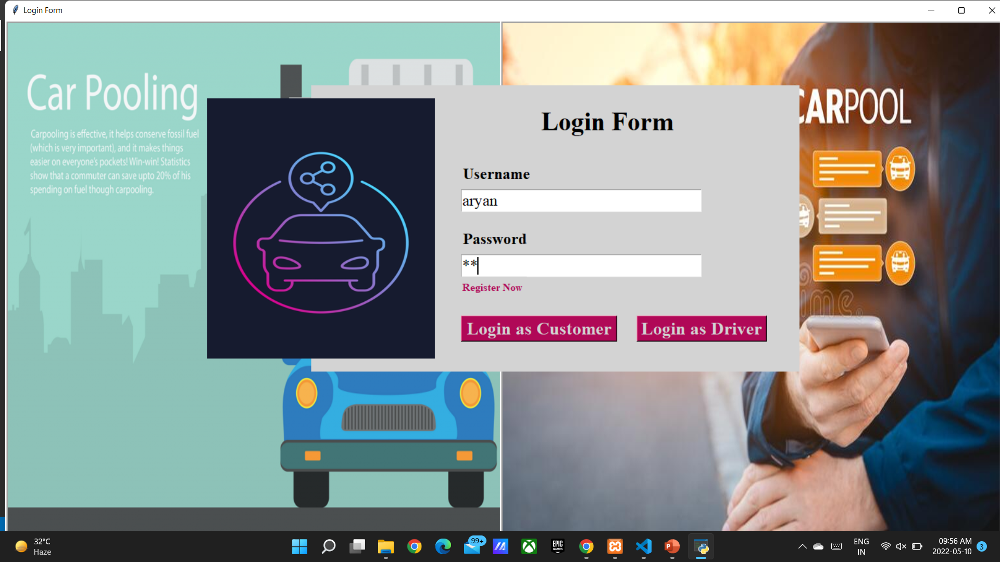 Login Form
Car Pooling
Carpooling is effective, it helps conserve fossil fuel
(which is very important), and it makes things
easier on everyone's pockets! Win-win! Statistics
show that a commuter can save upto 20% of his
spending on fuel though carpooling.
Login Form
Username
aryan
Password
**
Register Now
Login as Customer
Login as Driver
CARPOOL
32°C
Haze
99+
EPIC
GAMES
P
ENG
IN
09:56 AM
2022-05-10
3